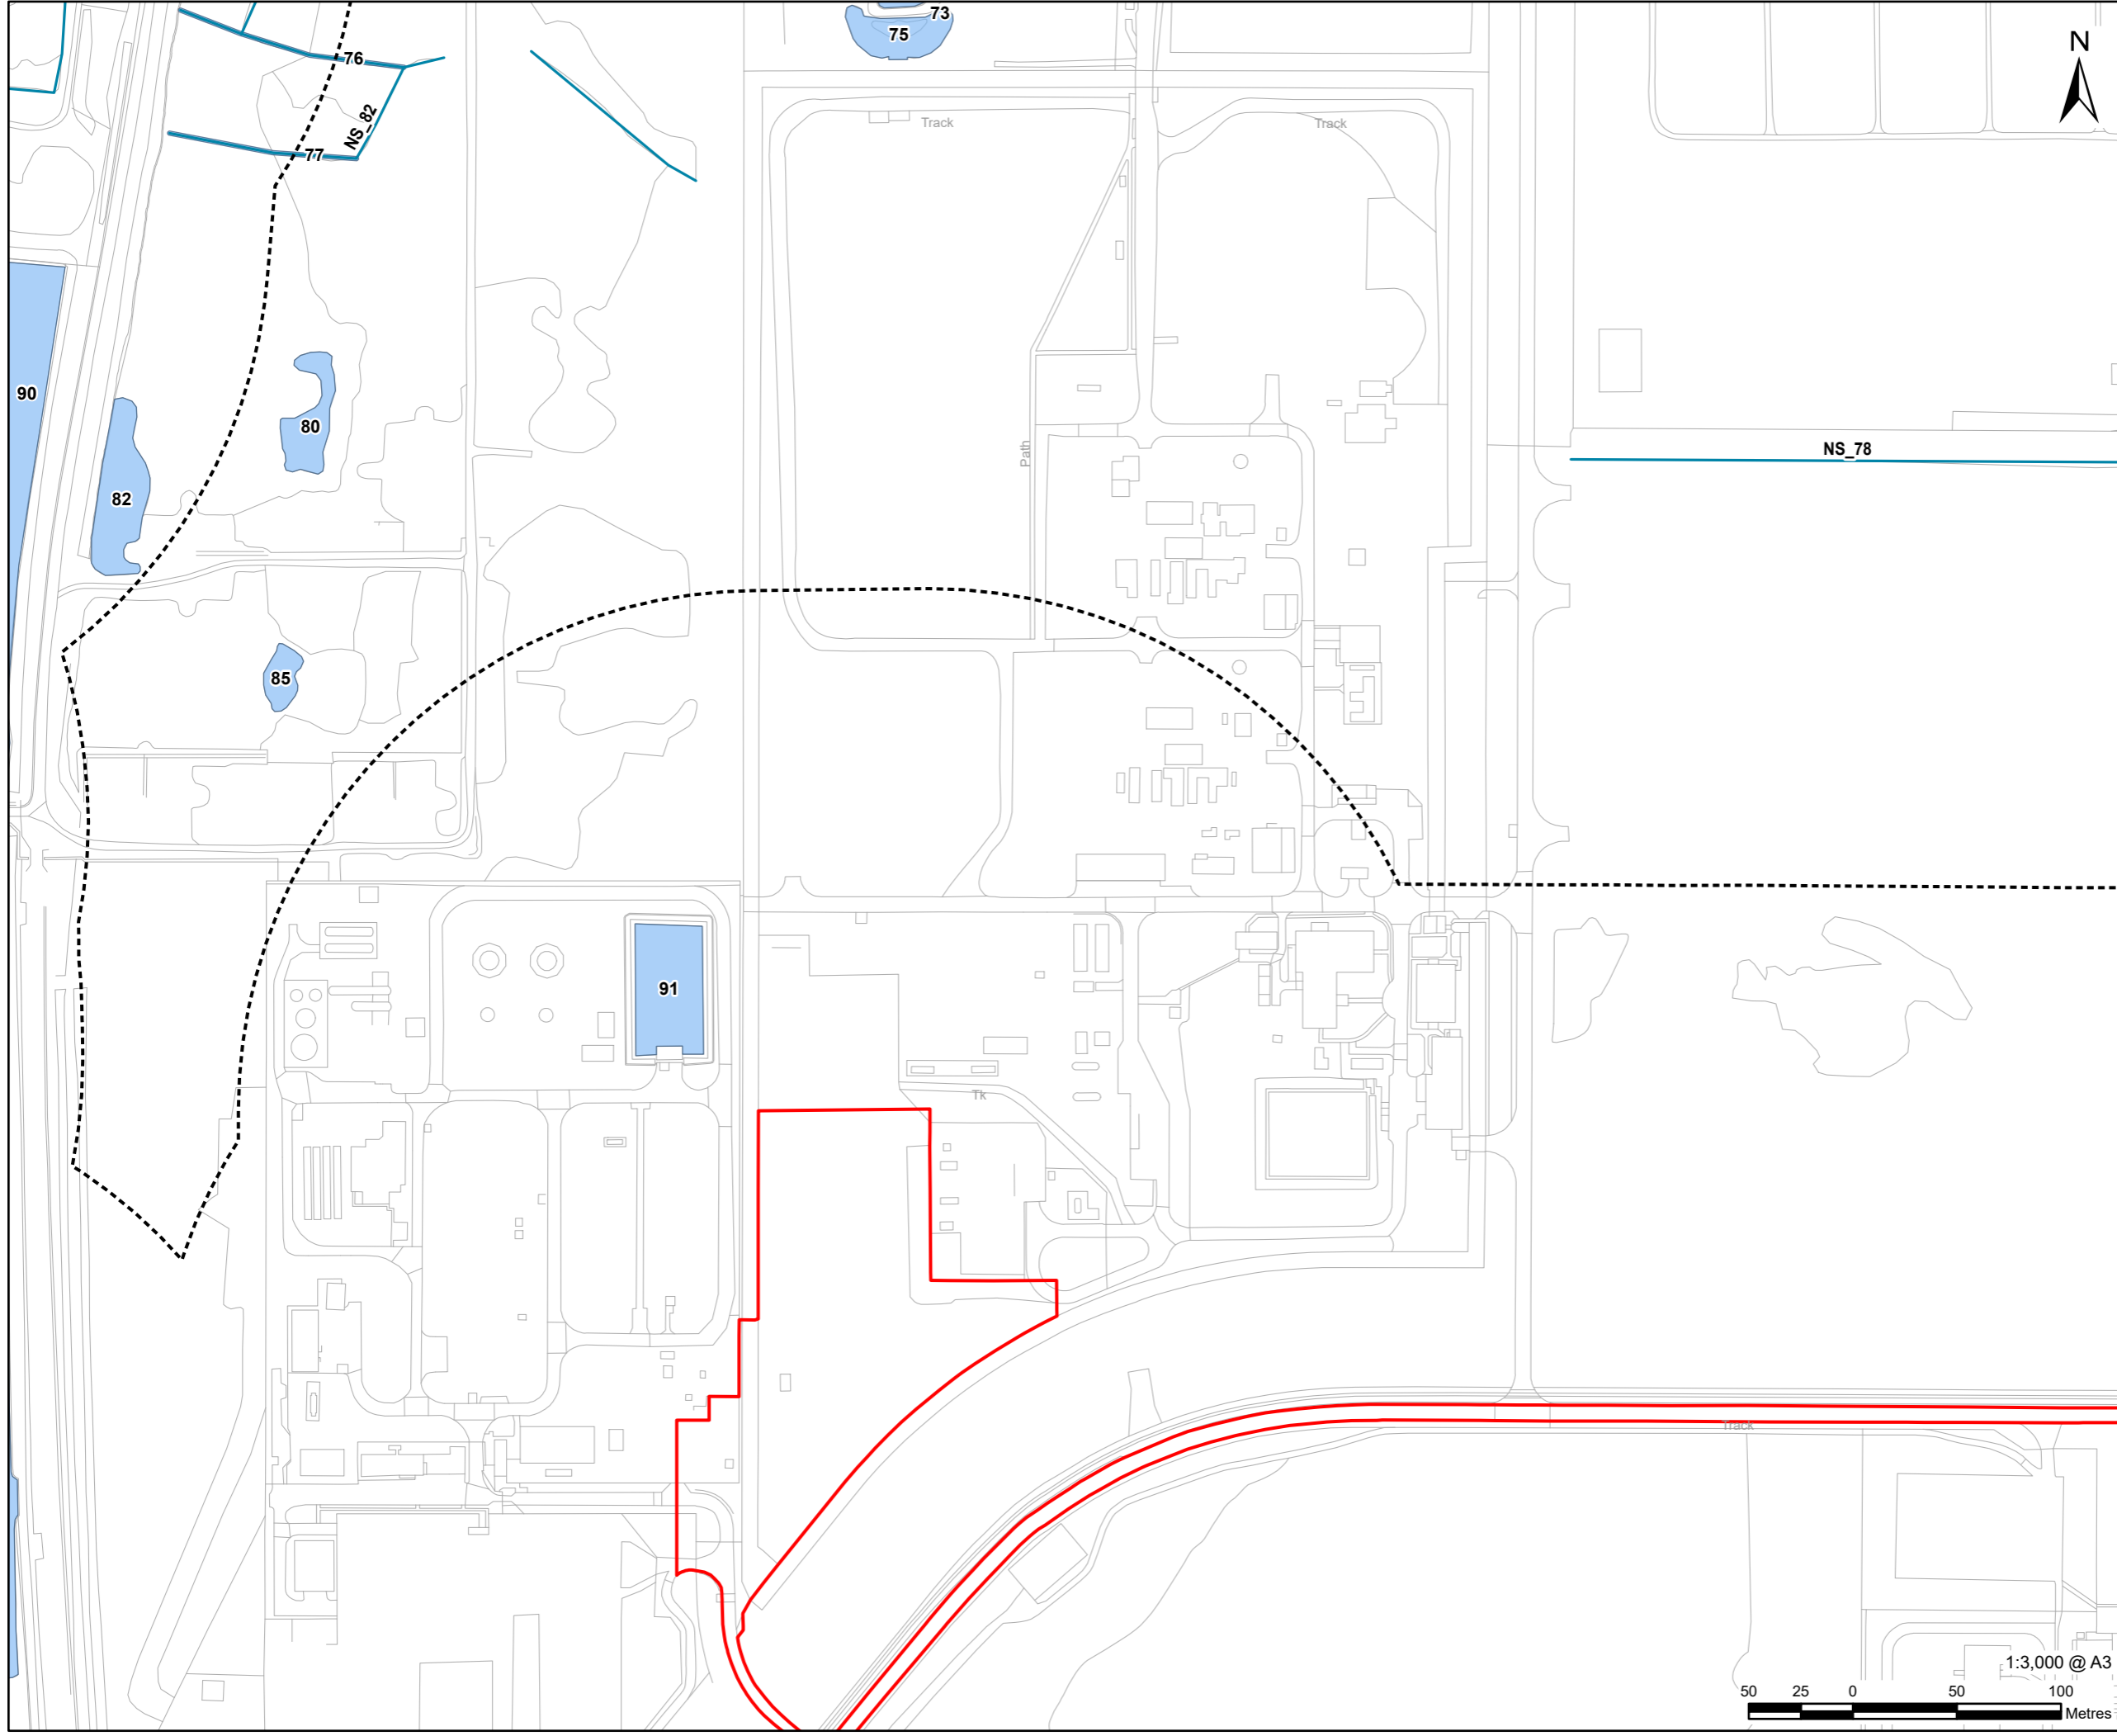 73
75
N
76
NS_82
77
Track
Track
90
80
82
Path
NS_78
85
91
Tk
Track
1:3,000 @ A3
50 25 0 50 100
Metres